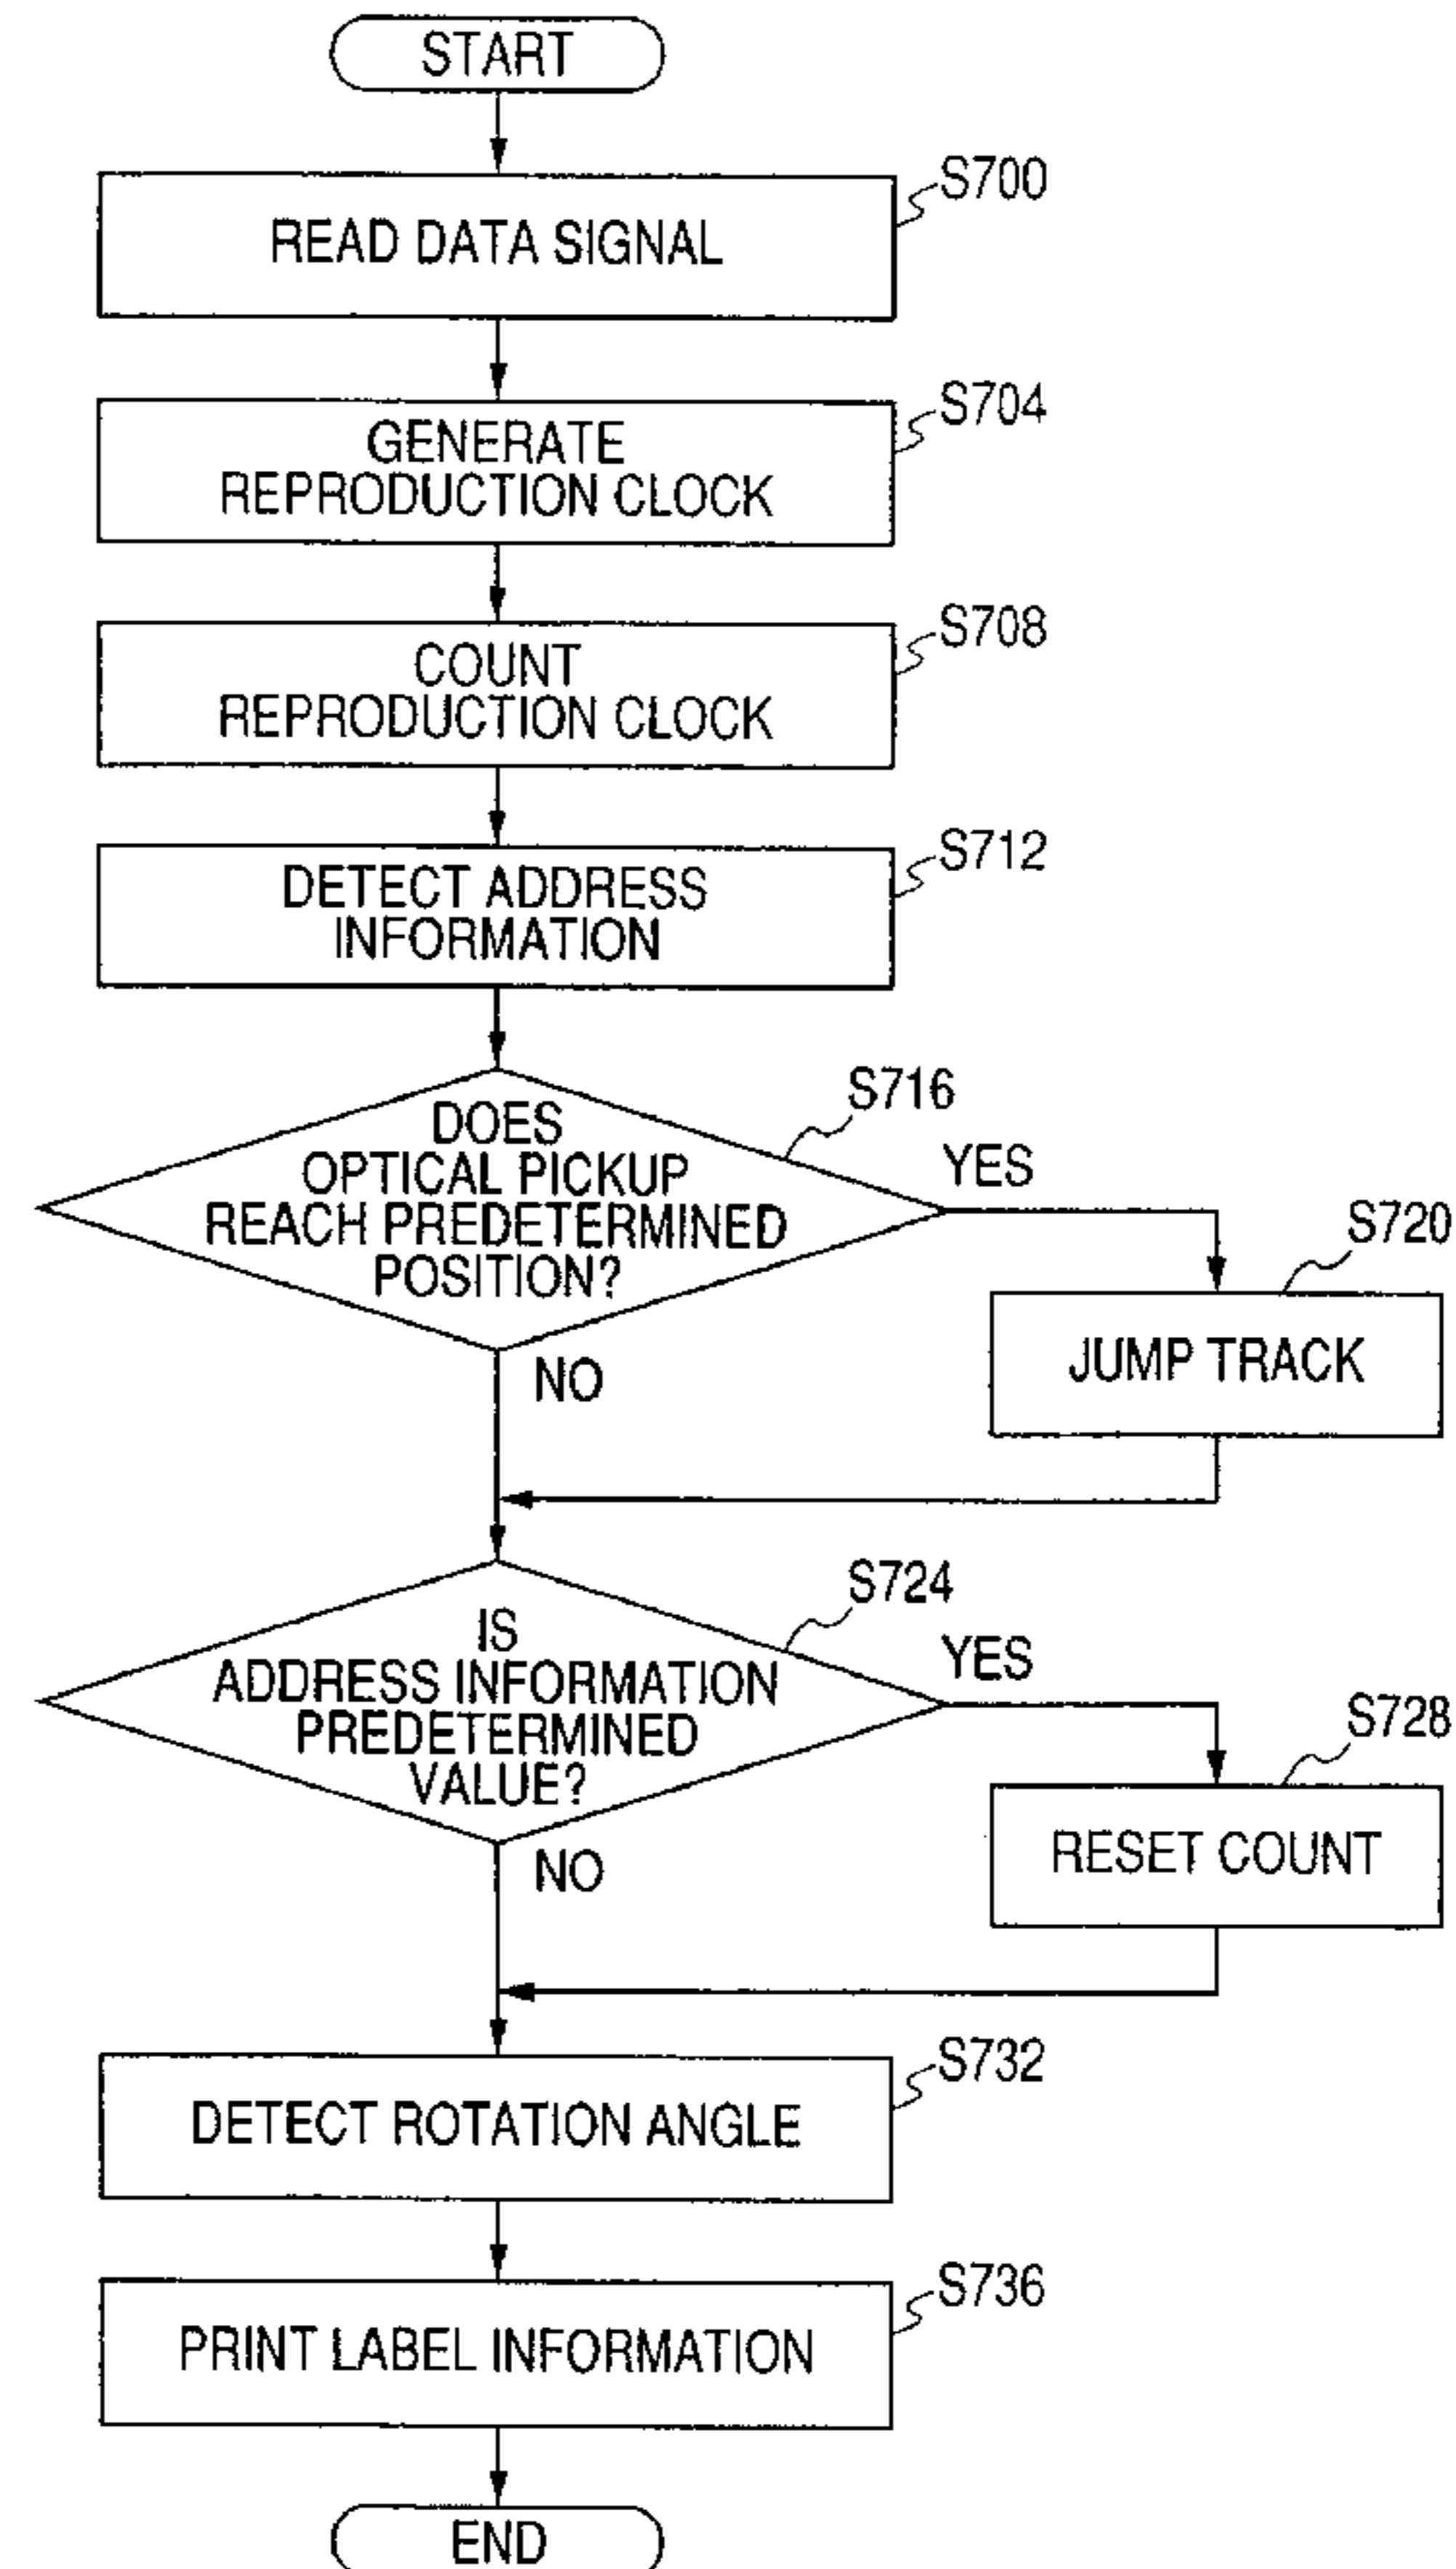 START
S700
READ DATA SIGNAL
S704
GENERATE
REPRODUCTION CLOCK
S708
COUNT
REPRODUCTION CLOCK
S712
DETECT ADDRESS
INFORMATION
S716
DOES
OPTICAL PICKUP
REACH PREDETERMINED
POSITION?
YES
S720
JUMP TRACK
NO
S724
IS
ADDRESS INFORMATION
PREDETERMINED
VALUE?
YES
S728
RESET COUNT
NO
S732
DETECT ROTATION ANGLE
S736
PRINT LABEL INFORMATION
END